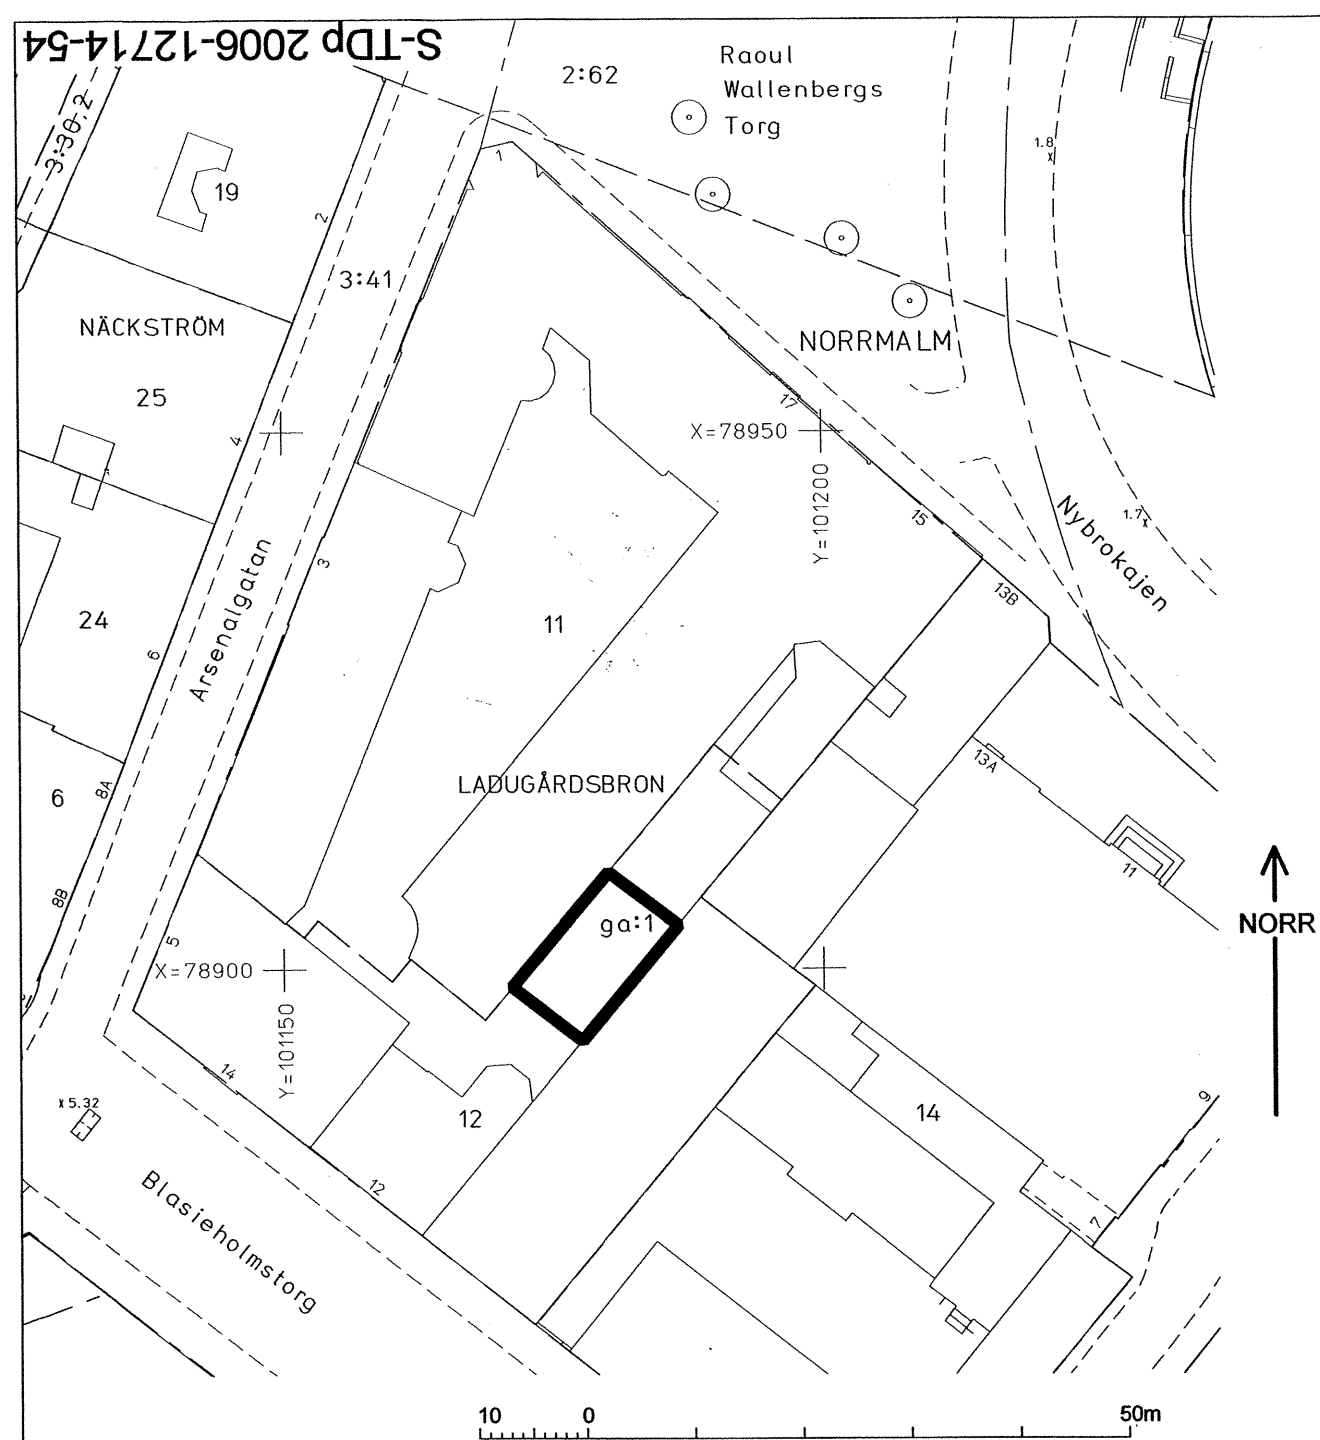 S-TDp 2006-12714-54
3:30.2
2:62
Raoul
Wallenbergs
Torg
1.8
x
1
19
2
3:41
NÄCKSTRÖM
NORRMALM
25
17
4
X=78950
Y=101200
15
Nybrokajen
1.7x
3
Arsenalgatan
13B
24
11
6
LADUGÅRDSBRON
13A
6
8A
11
8B
ga:1
NORR
5
X=78900
Y=101150
14
x 5.32
12
14
9
Blasieholmstorg
12
7
10 0 50m